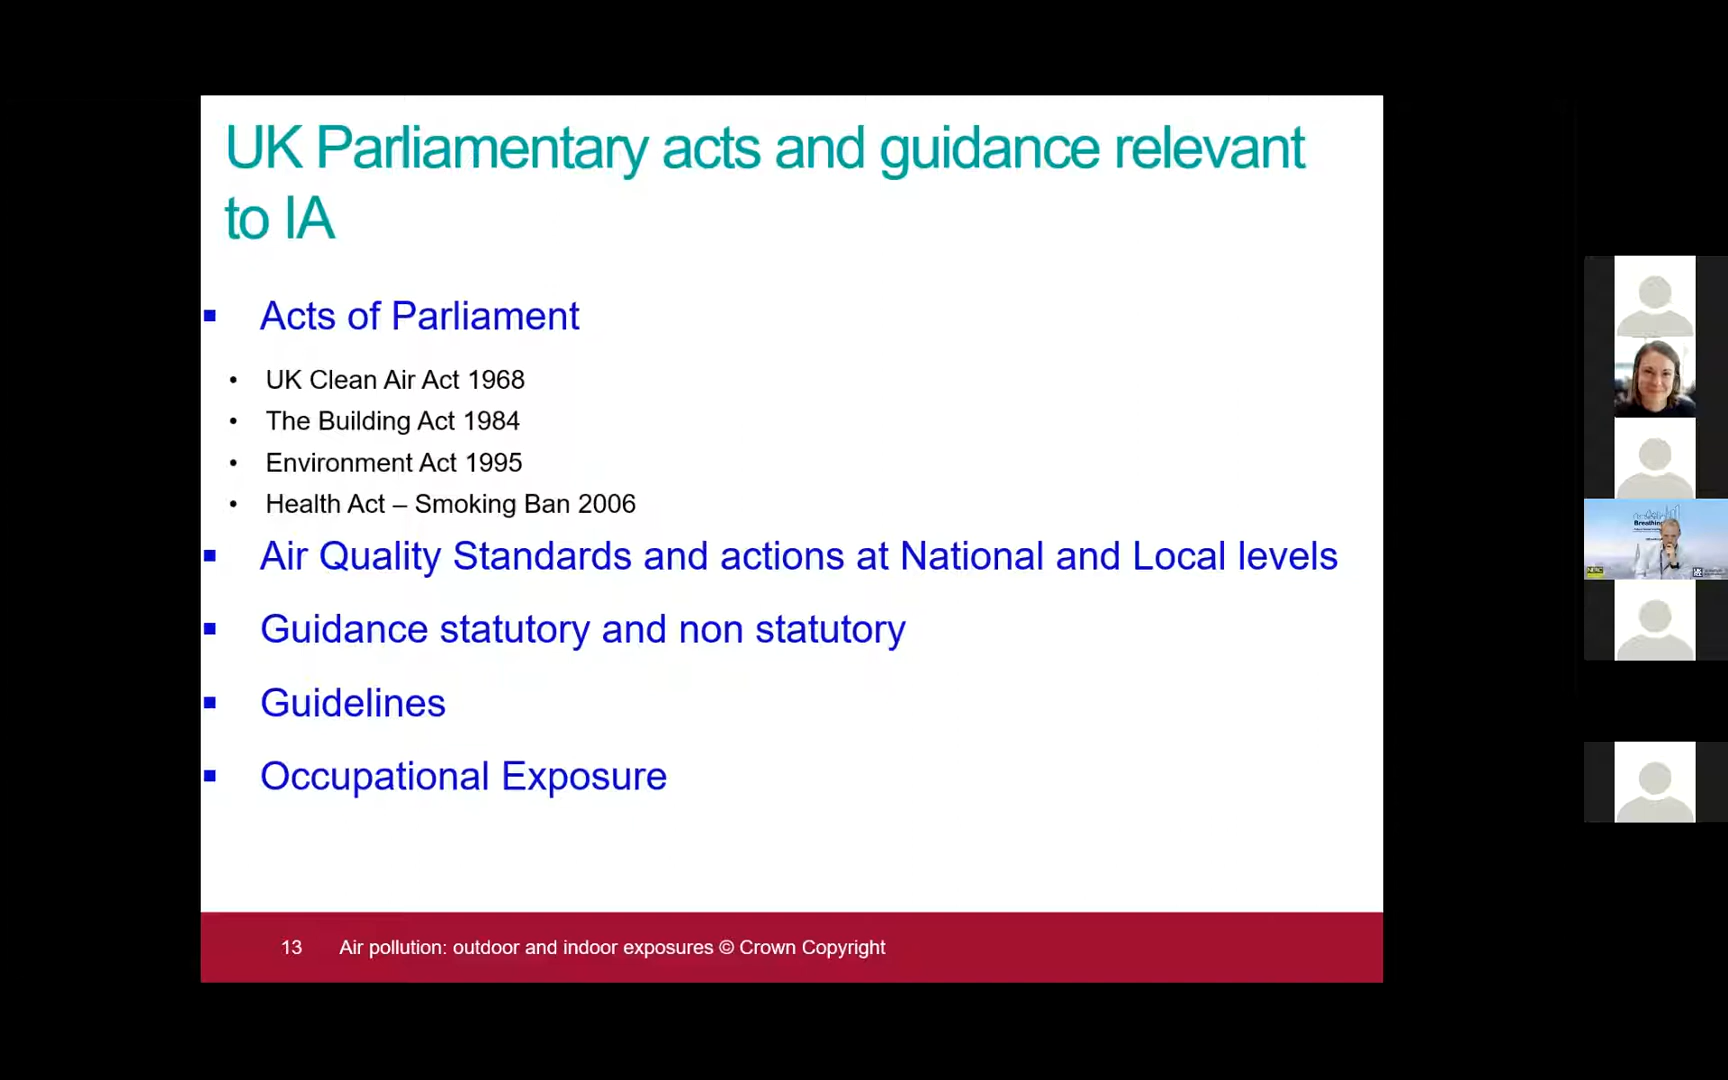 UK Parliamentary acts and guidance relevant
to IA
▪ Acts of Parliament
• UK Clean Air Act 1968
• The Building Act 1984
• Environment Act 1995
• Health Act – Smoking Ban 2006
▪ Air Quality Standards and actions at National and Local levels
▪ Guidance statutory and non statutory
▪ Guidelines
▪ Occupational Exposure
13 Air pollution: outdoor and indoor exposures © Crown Copyright